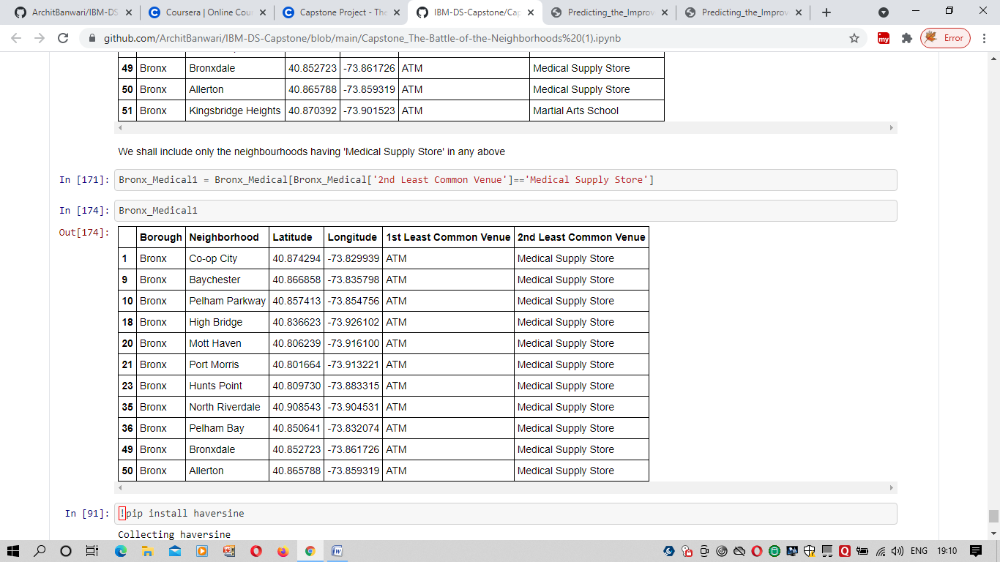 ArchitBanwari/IBM-DS
Coursera | Online Cour
Capstone Project - The
IBM-DS-Capstone/Cap
Predicting_the_Improv
Predicting_the_Improv
github.com/ArchitBanwari/IBM-DS-Capstone/blob/main/Capstone_The-Battle-of-the-Neighborhoods%20(1).ipynb
my
Error
49 Bronx Bronxdale 40.852723 -73.861726 ATM Medical Supply Store
50 Bronx Allerton 40.865788 -73.859319 ATM Medical Supply Store
51 Bronx Kingsbridge Heights 40.870392 -73.901523 ATM Martial Arts School
We shall include only the neighbourhoods having 'Medical Supply Store' in any above
In [171]: Bronx_Medical1 = Bronx_Medical[Bronx_Medical['2nd Least Common Venue']=='Medical Supply Store']
In [174]: Bronx_Medical1
Out[174]:
Borough Neighborhood Latitude Longitude 1st Least Common Venue 2nd Least Common Venue
1 Bronx Co-op City 40.874294 -73.829939 ATM Medical Supply Store
9 Bronx Baychester 40.866858 -73.835798 ATM Medical Supply Store
10 Bronx Pelham Parkway 40.857413 -73.854756 ATM Medical Supply Store
18 Bronx High Bridge 40.836623 -73.926102 ATM Medical Supply Store
20 Bronx Mott Haven 40.806239 -73.916100 ATM Medical Supply Store
21 Bronx Port Morris 40.801664 -73.913221 ATM Medical Supply Store
23 Bronx Hunts Point 40.809730 -73.883315 ATM Medical Supply Store
35 Bronx North Riverdale 40.908543 -73.904531 ATM Medical Supply Store
36 Bronx Pelham Bay 40.850641 -73.832074 ATM Medical Supply Store
49 Bronx Bronxdale 40.852723 -73.861726 ATM Medical Supply Store
50 Bronx Allerton 40.865788 -73.859319 ATM Medical Supply Store
In [91]: !pip install haversine
Collecting haversine
ENG 19:10